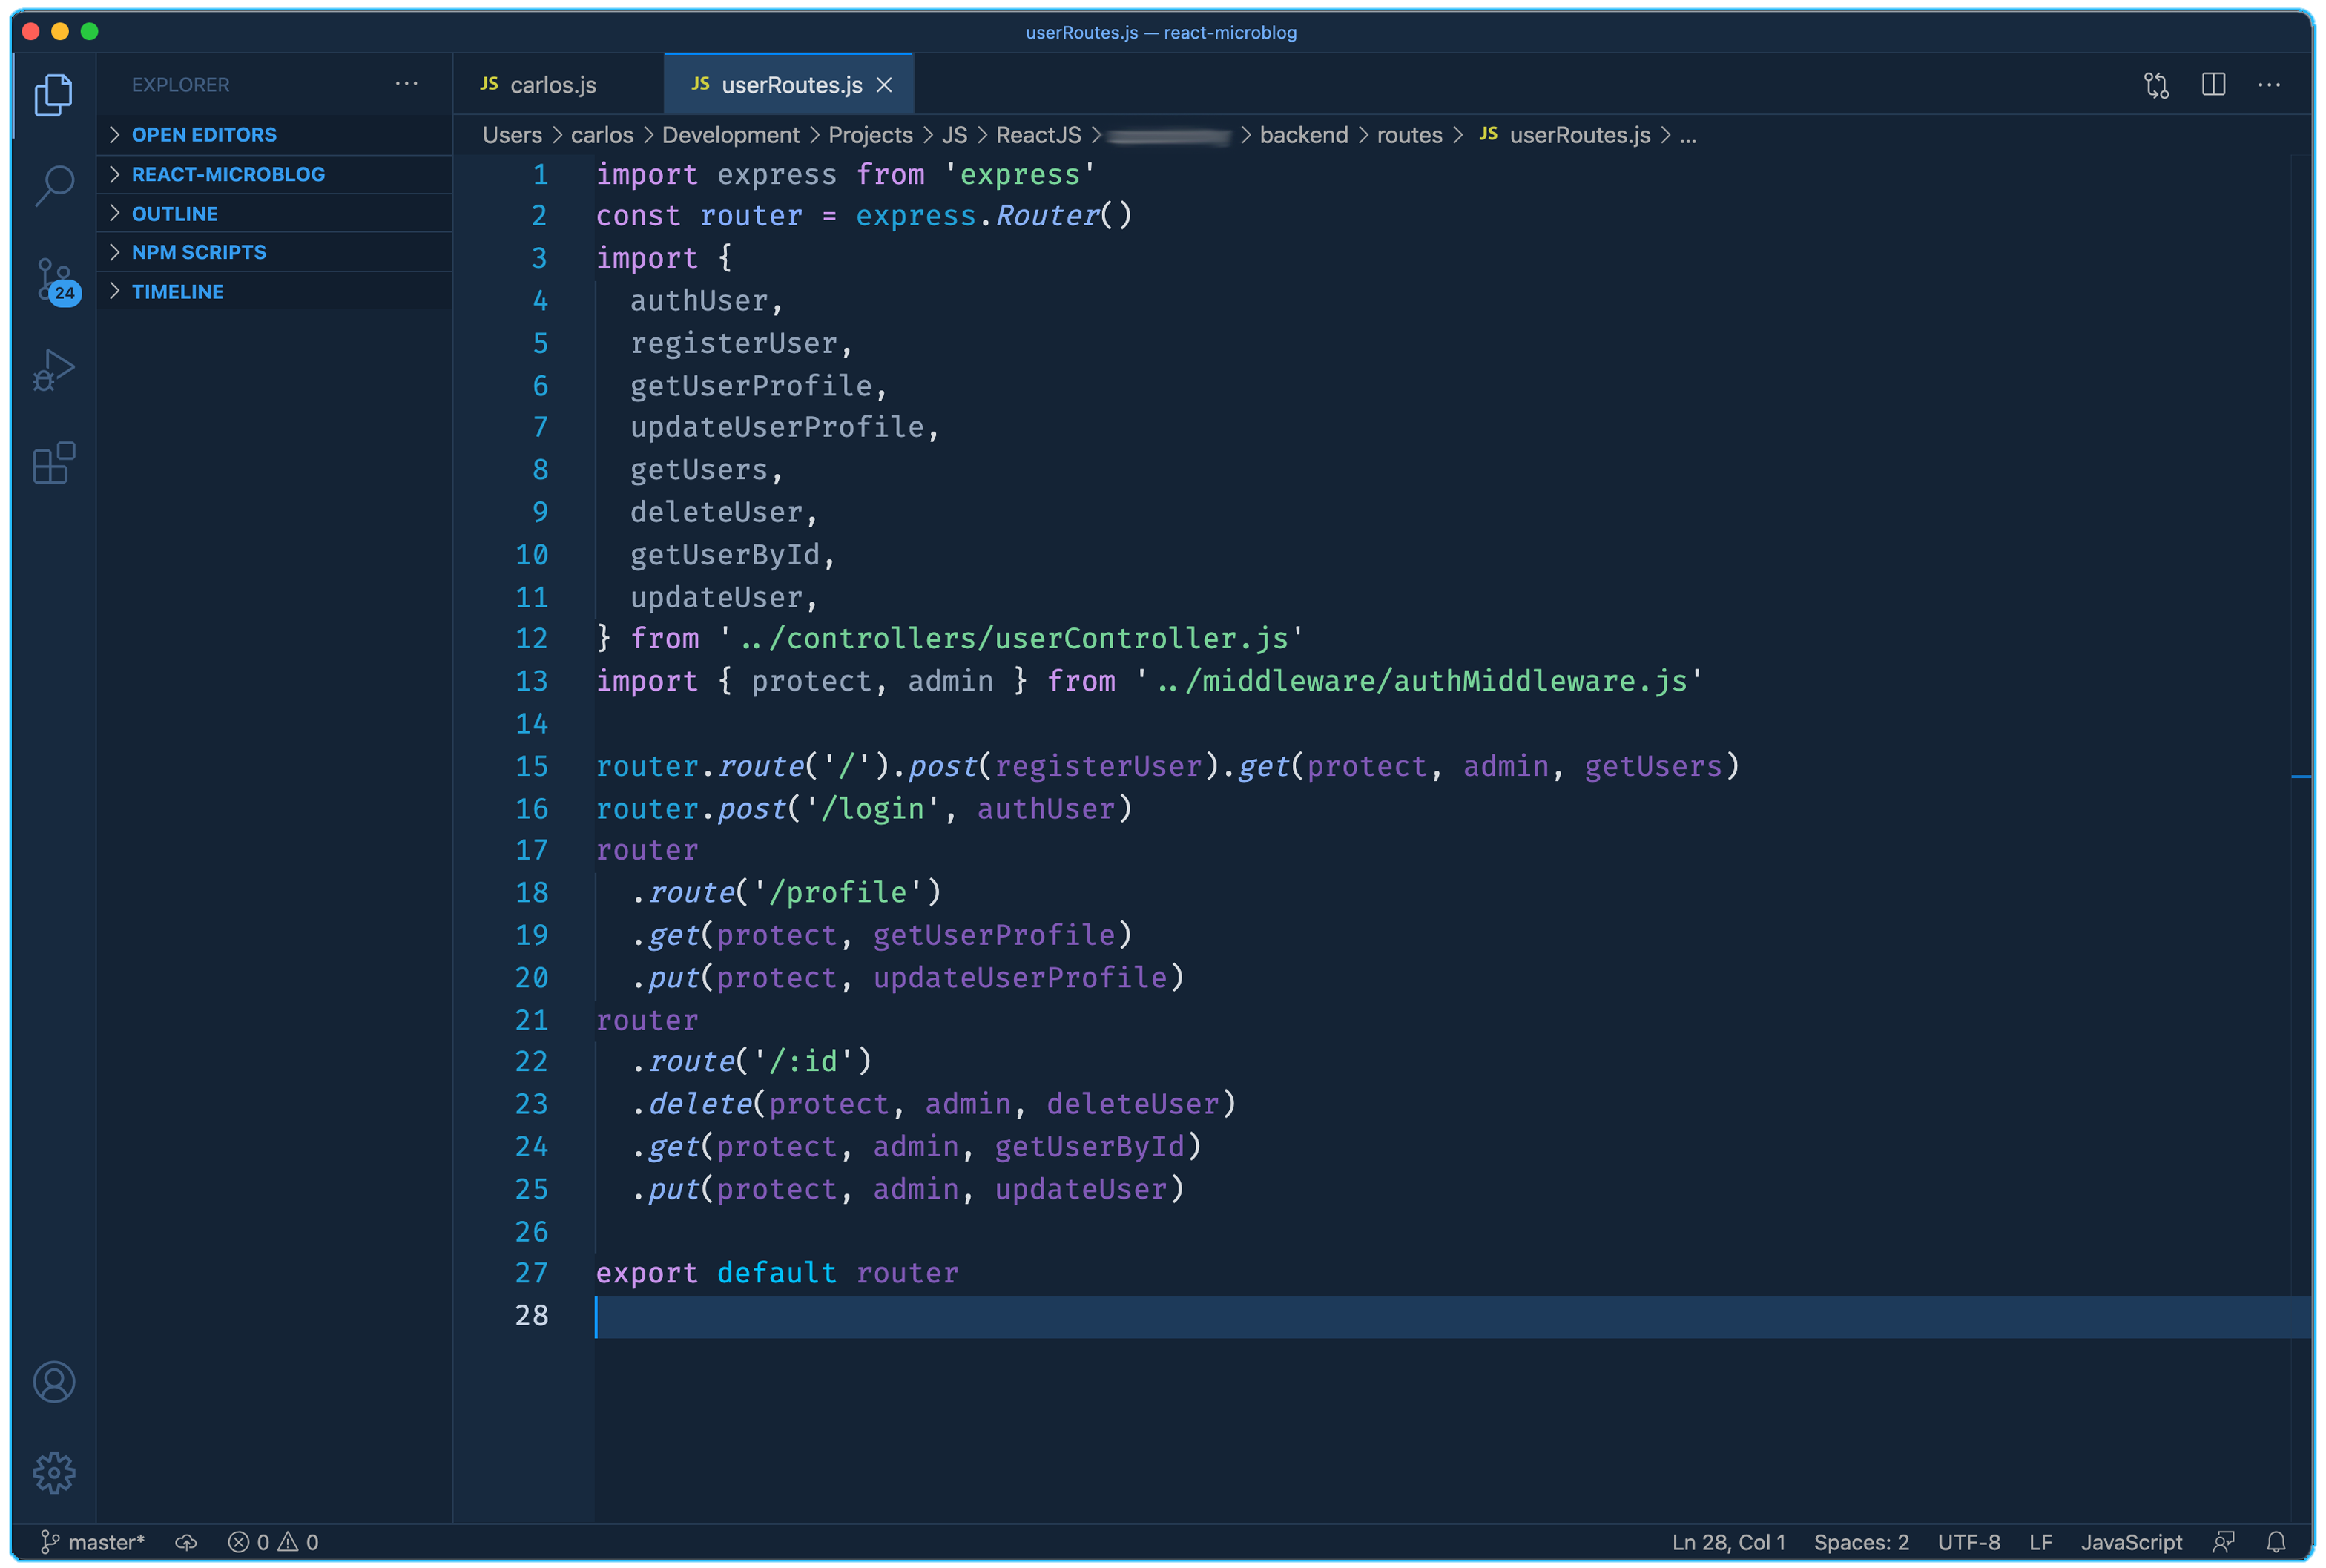 userRoutes.js — react-microblog
EXPLORER
OPEN EDITORS
REACT-MICROBLOG
OUTLINE
NPM SCRIPTS
TIMELINE
24
JS carlos.js
JS userRoutes.js
Users > carlos > Development > Projects > JS > ReactJS > > backend > routes > JS userRoutes.js > ...
1 import express from 'express'
2 const router = express.Router()
3 import {
4   authUser,
5   registerUser,
6   getUserProfile,
7   updateUserProfile,
8   getUsers,
9   deleteUser,
10   getUserById,
11   updateUser,
12 } from '../controllers/userController.js'
13 import { protect, admin } from '../middleware/authMiddleware.js'
14
15 router.route('/').post(registerUser).get(protect, admin, getUsers)
16 router.post('/login', authUser)
17 router
18   .route('/profile')
19   .get(protect, getUserProfile)
20   .put(protect, updateUserProfile)
21 router
22   .route('/:id')
23   .delete(protect, admin, deleteUser)
24   .get(protect, admin, getUserById)
25   .put(protect, admin, updateUser)
26
27 export default router
28
master* 0 0 Ln 28, Col 1 Spaces: 2 UTF-8 LF JavaScript